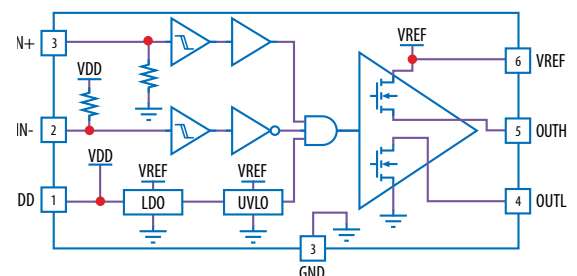 IN+
3
VREF
6
VREF
VDD
IN-
2
5
OUTH
VDD
VREF
VREF
DD
1
LDO
UVLO
4
OUTL
3
GND